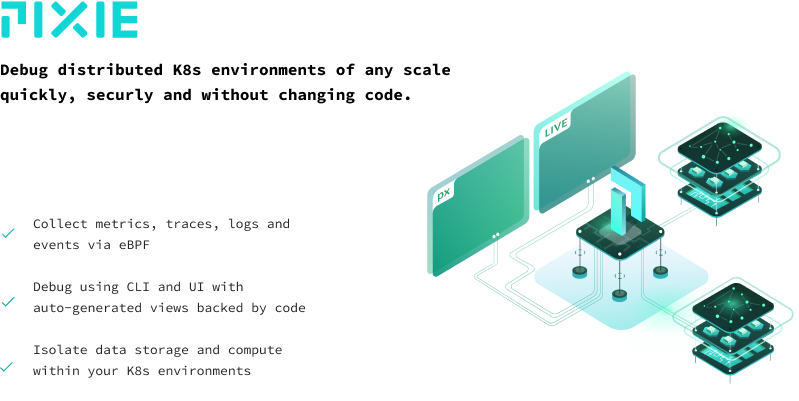 PIXIE
Debug distributed K8s environments of any scale
quickly, securly and without changing code.
LIVE
px
Collect metrics, traces, logs and
events via eBPF
Debug using CLI and UI with
auto-generated views backed by code
Isolate data storage and compute
within your K8s environments